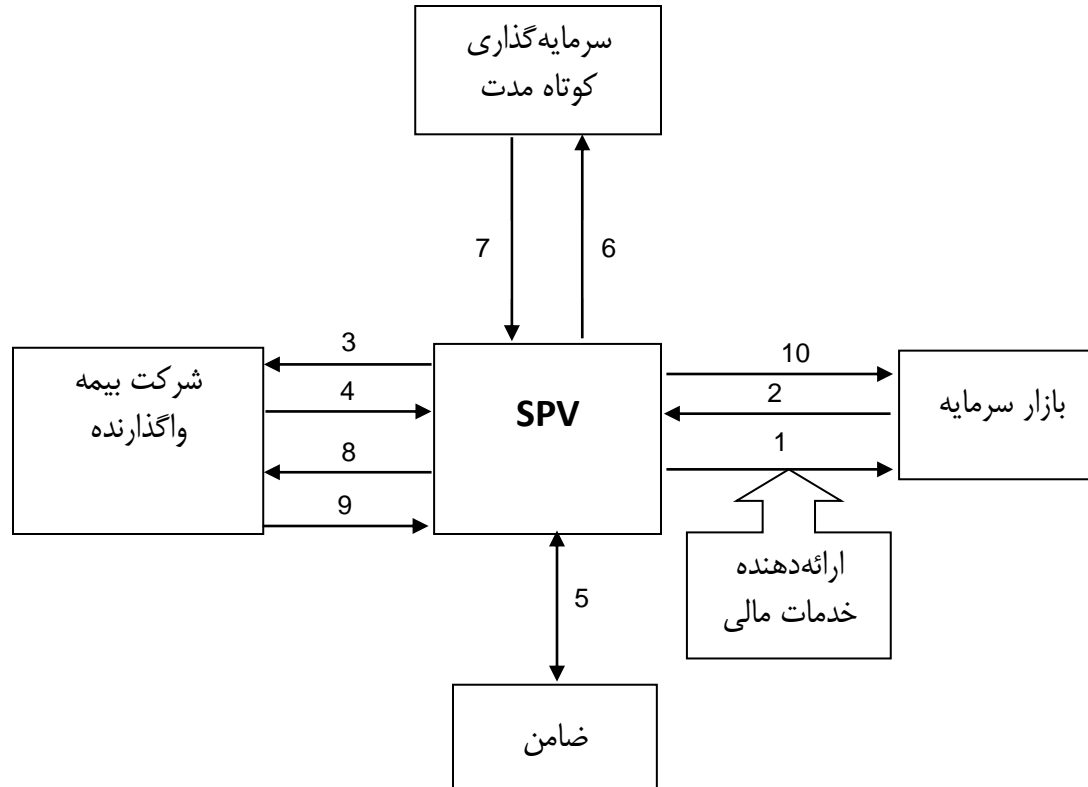 سرمایه‌گذاری
کوتاه مدت
7
6
3
4
8
9
شرکت بیمه
واگذارنده
SPV
10
2
1
بازار سرمایه
5
ارائه‌دهنده
خدمات مالی
ضامن